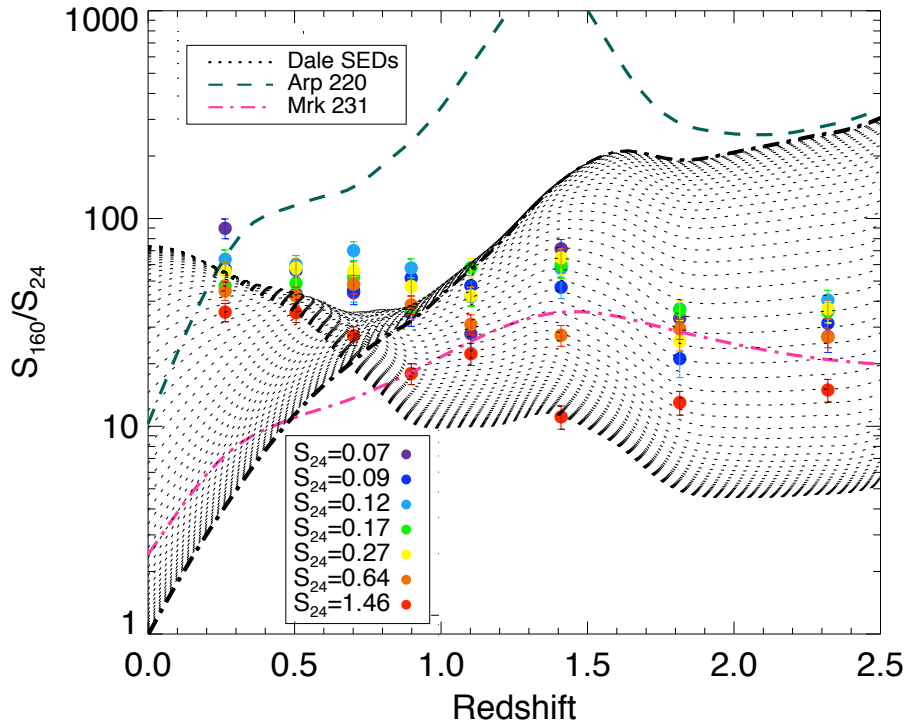 1000
100
10
1
S160/S24
Dale SEDs
Arp 220
Mrk 231
S24=0.07
S24=0.09
S24=0.12
S24=0.17
S24=0.27
S24=0.64
S24=1.46
0.0 0.5 1.0 1.5 2.0 2.5
Redshift